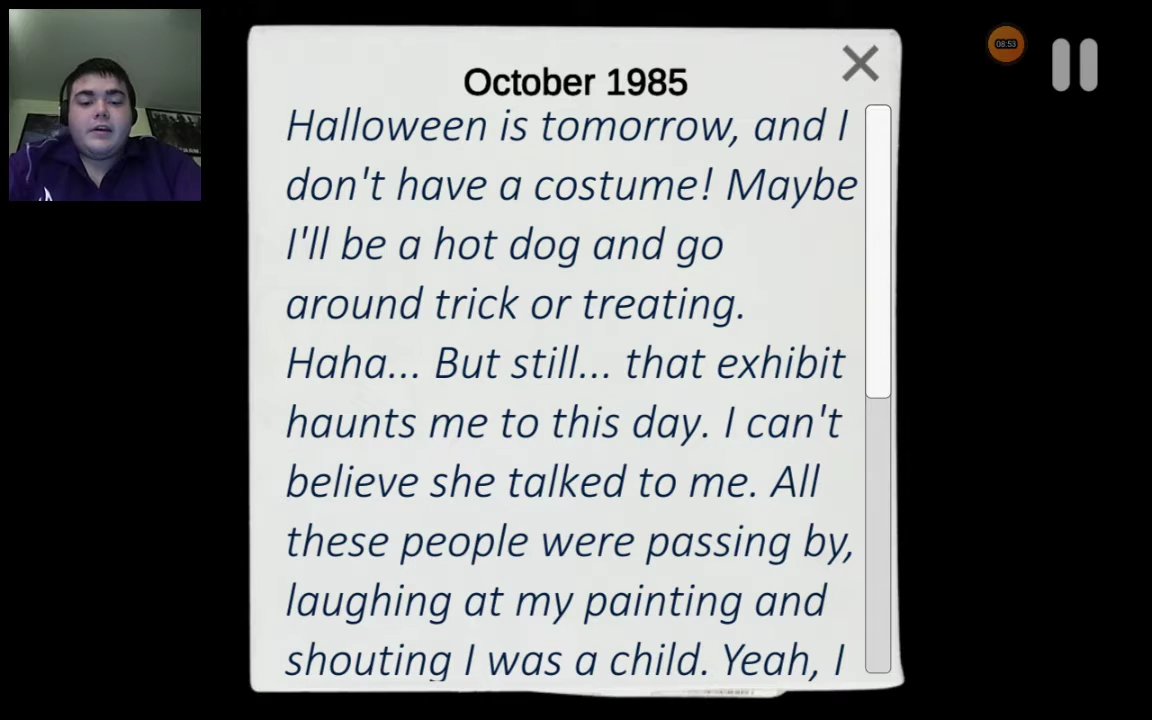 08:53
October 1985
Halloween is tomorrow, and I
don't have a costume! Maybe
I'll be a hot dog and go
around trick or treating.
Haha... But still... that exhibit
haunts me to this day. I can't
believe she talked to me. All
these people were passing by,
laughing at my painting and
shouting I was a child. Yeah, I